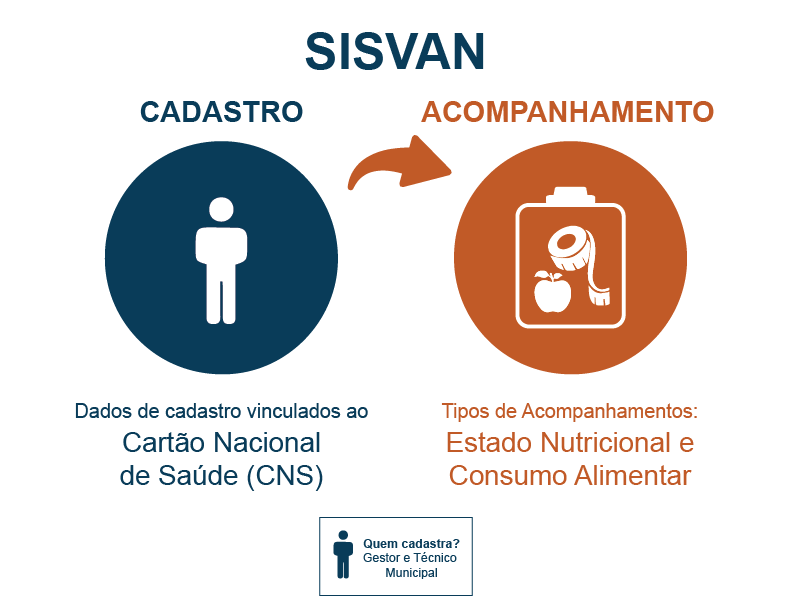 SISVAN
CADASTRO
ACOMPANHAMENTO
Dados de cadastro vinculados ao
Cartão Nacional
de Saúde (CNS)
Tipos de Acompanhamentos:
Estado Nutricional e
Consumo Alimentar
Quem cadastra?
Gestor e Técnico
Municipal